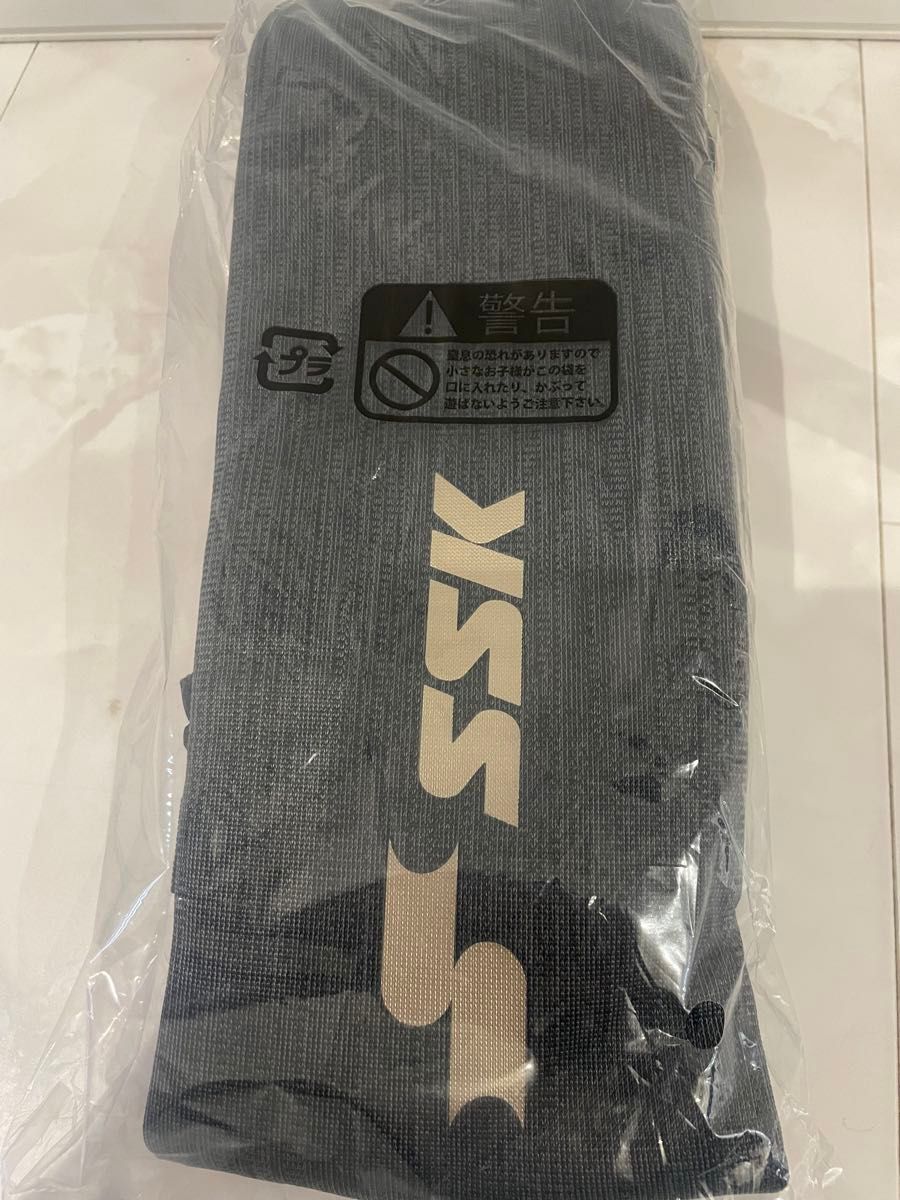 警告
窒息の恐れがありますので
小さなお子様がこの袋を
口に入れたり、かぶって
遊ばないようご注意下さい。
プラ
SSK